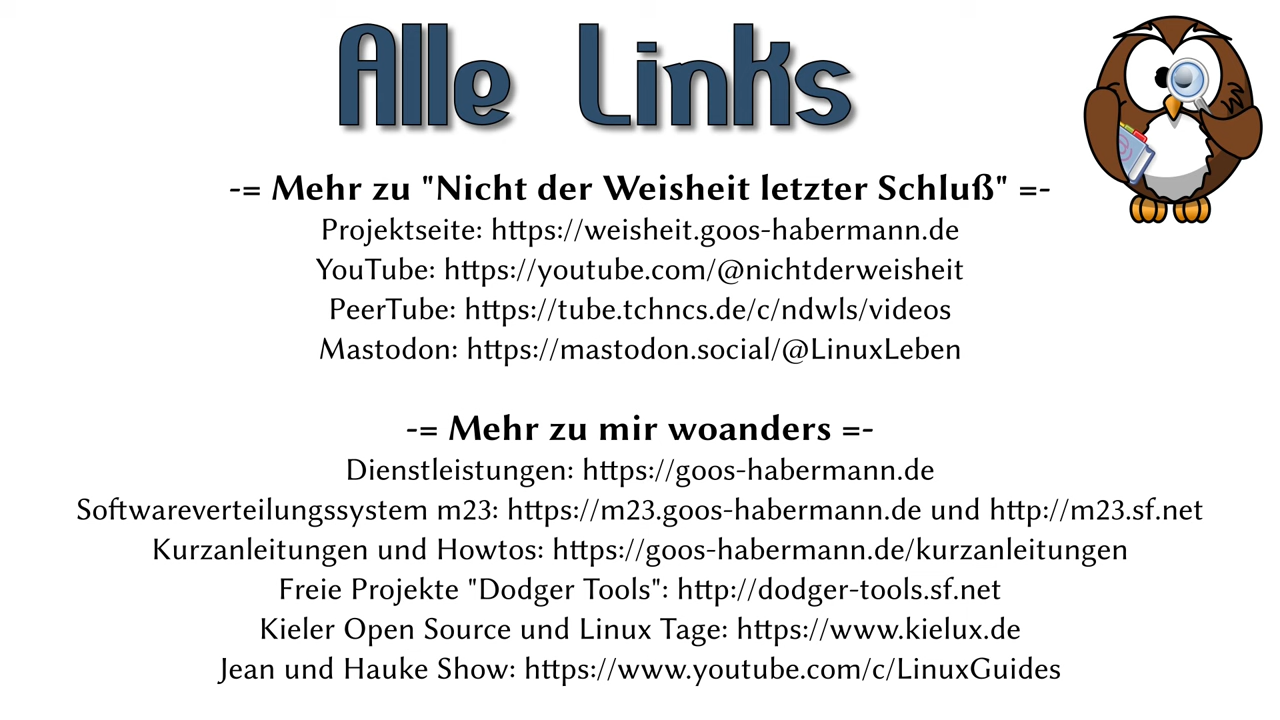 Alle Links
-= Mehr zu "Nicht der Weisheit letzter Schluß" =-
Projektseite: https://weisheit.goos-habermann.de
YouTube: https://youtube.com/@nichtderweisheit
PeerTube: https://tube.tchncs.de/c/ndwls/videos
Mastodon: https://mastodon.social/@LinuxLeben
-= Mehr zu mir woanders =-
Dienstleistungen: https://goos-habermann.de
Softwareverteilungssystem m23: https://m23.goos-habermann.de und http://m23.sf.net
Kurzanleitungen und Howtos: https://goos-habermann.de/kurzanleitungen
Freie Projekte "Dodger Tools": http://dodger-tools.sf.net
Kieler Open Source und Linux Tage: https://www.kielux.de
Jean und Hauke Show: https://www.youtube.com/c/LinuxGuides